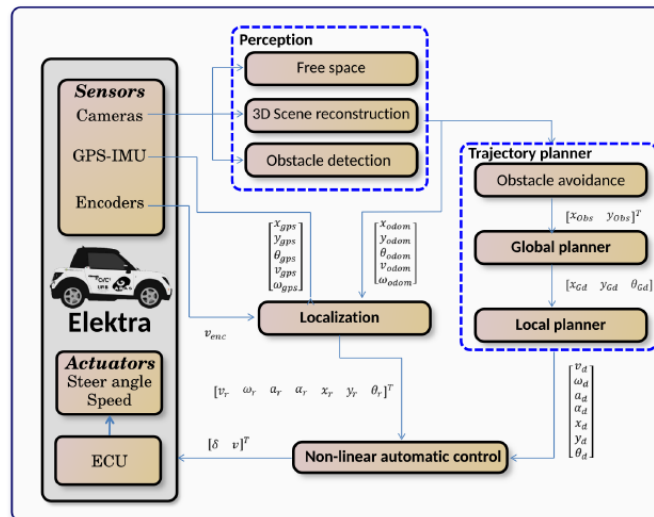 Perception
Free space
3D Scene reconstruction
Obstacle detection
Sensors
Cameras
GPS-IMU
Encoders
Elektra
Actuators
Steer angle
Speed
ECU
Trajectory planner
Obstacle avoidance
[x_Obs y_Obs]^T
Global planner
[x_Gd y_Gd θ_Gd]
Local planner
x_gps
y_gps
θ_gps
v_gps
ω_gps
x_odom
y_odom
θ_odom
v_odom
ω_odom
Localization
v_enc
[v_r ω_r a_r α_r x_r y_r θ_r]^T
v_d
ω_d
a_d
α_d
x_d
y_d
θ_d
[δ v]^T
Non-linear automatic control